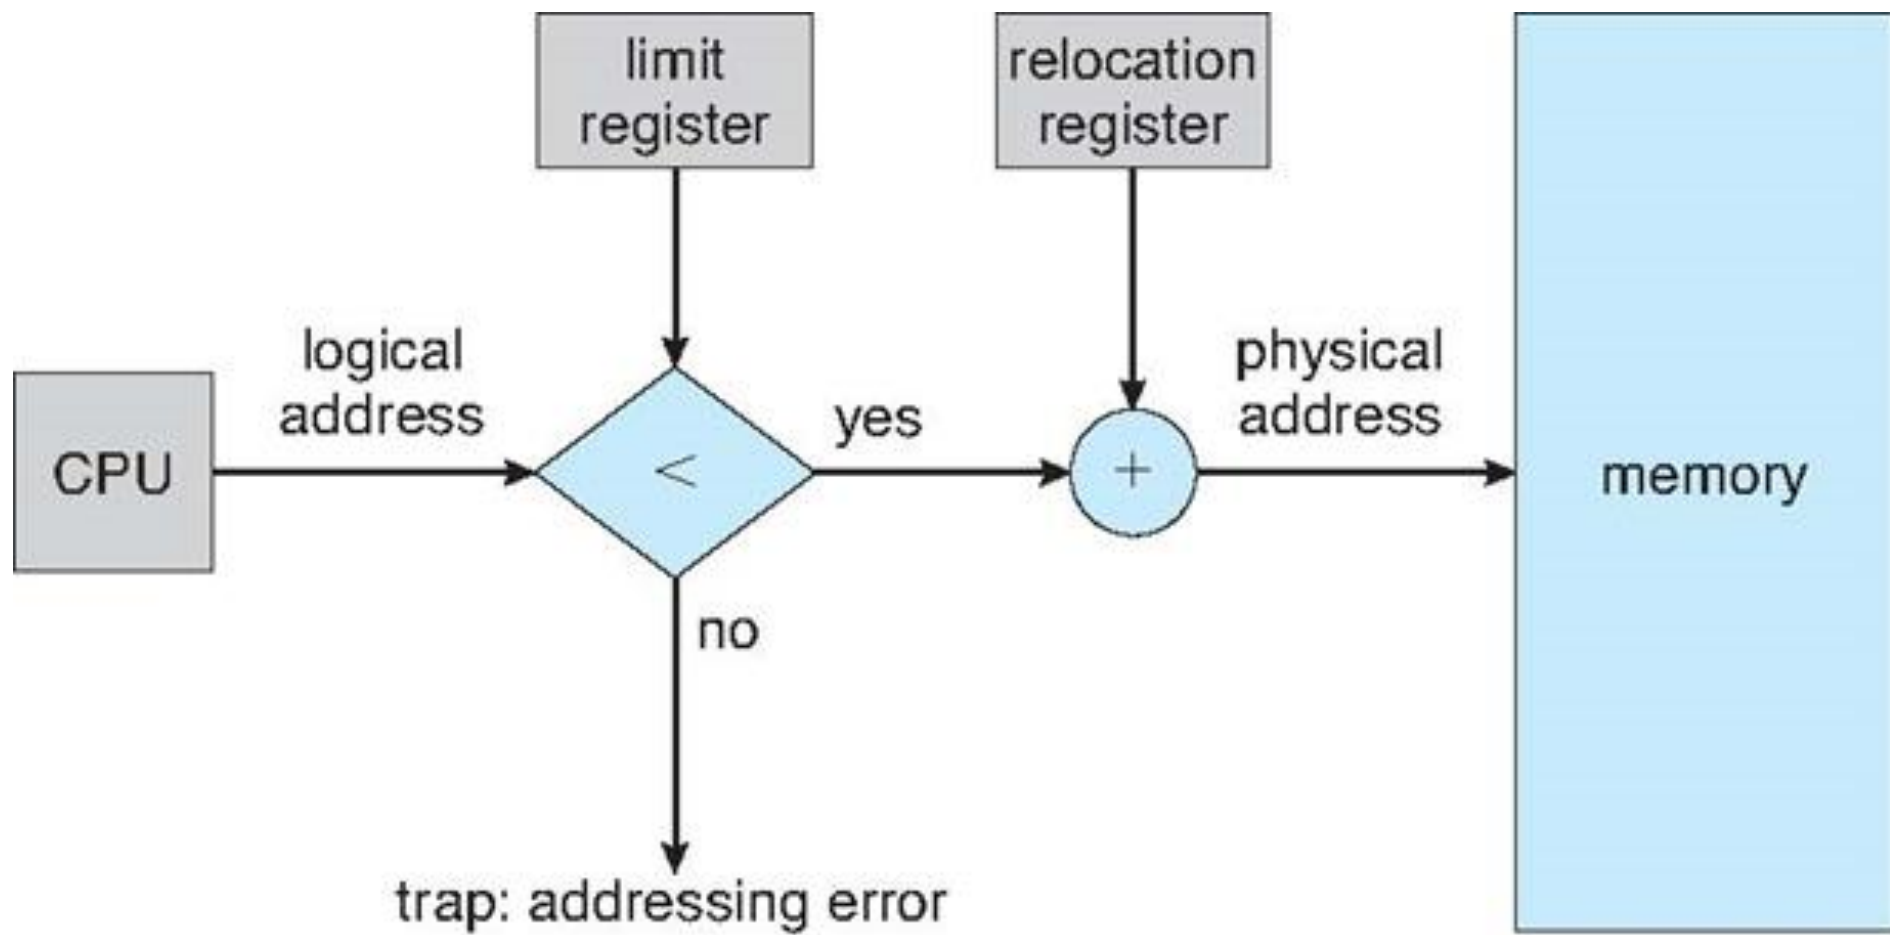 limit
register
relocation
register
logical
address
physical
address
CPU
<
yes
+
memory
no
trap: addressing error